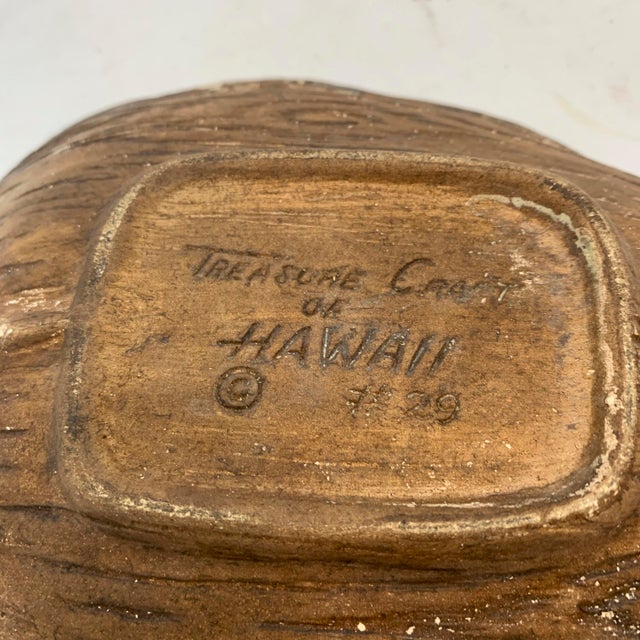 TREASURE CRAFT
OF
HAWAII
© #29